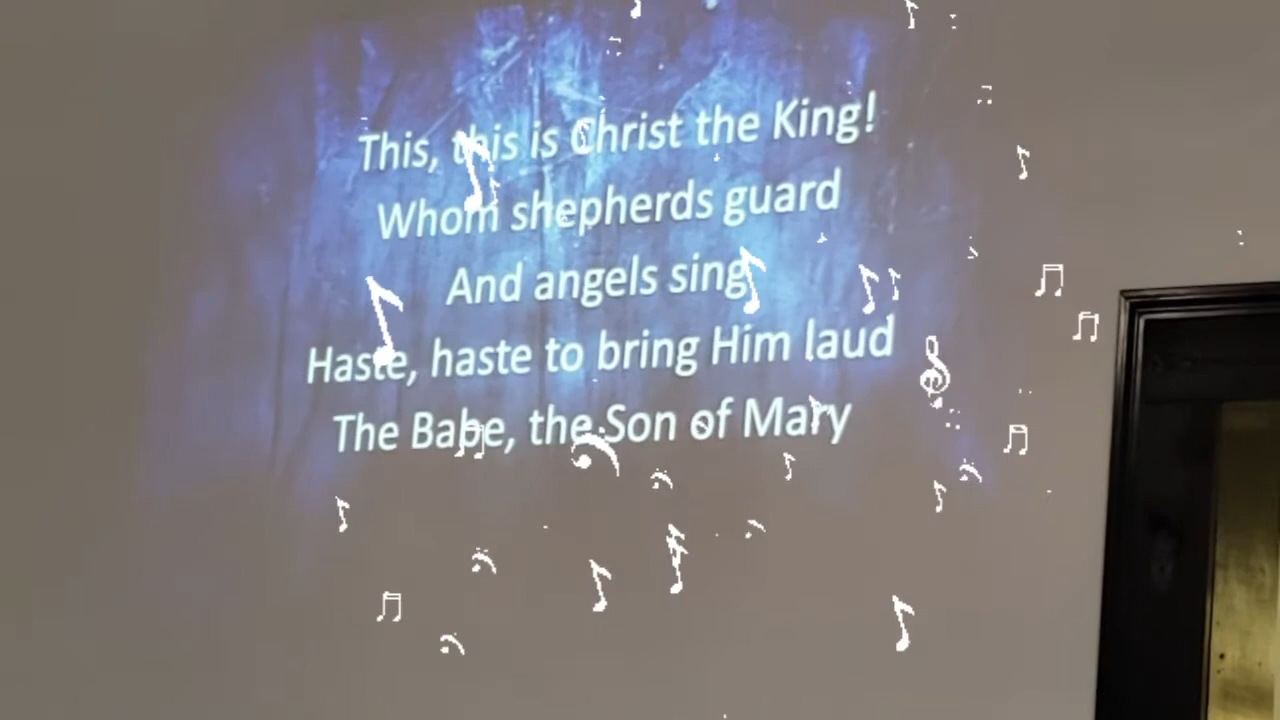 This, this is Christ the King!
Whom shepherds guard
And angels sing
Haste, haste to bring Him laud
The Babe, the Son of Mary